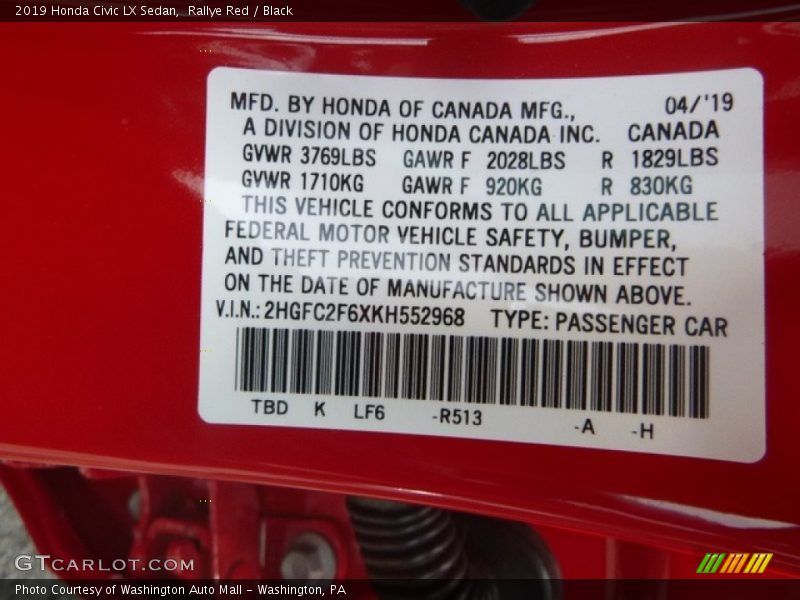 2019 Honda Civic LX Sedan,  Rallye Red / Black
MFD. BY HONDA OF CANADA MFG., 04/'19
A DIVISION OF HONDA CANADA INC. CANADA
GVWR 3769LBS GAWR F 2028LBS R 1829LBS
GVWR 1710KG GAWR F 920KG R 830KG
THIS VEHICLE CONFORMS TO ALL APPLICABLE
FEDERAL MOTOR VEHICLE SAFETY, BUMPER,
AND THEFT PREVENTION STANDARDS IN EFFECT
ON THE DATE OF MANUFACTURE SHOWN ABOVE.
V.I.N.: 2HGFC2F6XKH552968 TYPE: PASSENGER CAR
TBD K LF6 -R513 -A -H
GTCARLOT.COM
Photo Courtesy of Washington Auto Mall - Washington, PA